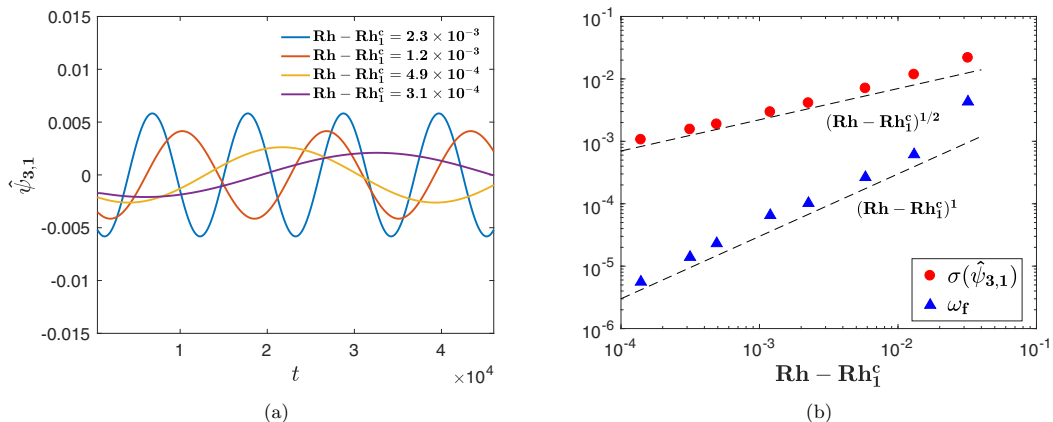 0.015
0.01
0.005
0
-0.005
-0.01
-0.015
ψ̂₃,₁
Rh − Rh₁ᶜ = 2.3 × 10⁻³
Rh − Rh₁ᶜ = 1.2 × 10⁻³
Rh − Rh₁ᶜ = 4.9 × 10⁻⁴
Rh − Rh₁ᶜ = 3.1 × 10⁻⁴
1 2 3 4
×10⁴
t
(a)
10⁻¹
10⁻²
10⁻³
10⁻⁴
10⁻⁵
10⁻⁶
(Rh − Rh₁ᶜ)¹/²
(Rh − Rh₁ᶜ)¹
σ(ψ̂₃,₁)
ω_f
10⁻⁴ 10⁻³ 10⁻² 10⁻¹
Rh − Rh₁ᶜ
(b)